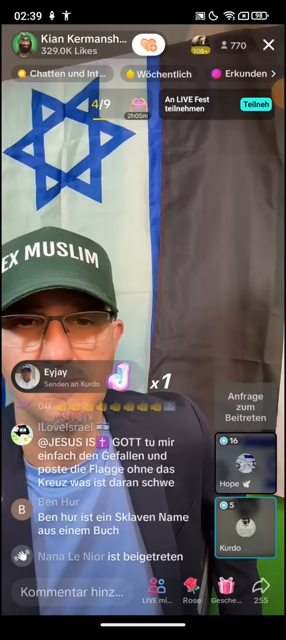 02:39
98
Kian Kermansh...
329.0K Likes
100+
770
Chatten und Int...
Wöchentlich
Erkunden
4/9
2h05m
An LIVE Fest
teilnehmen
Teilneh
EX MUSLIM
Eyjay
Senden an Kurdo
x1
Anfrage
zum
Beitreten
ILoveIsrael
@JESUS IS GOTT tu mir
einfach den Gefallen und
poste die Flagge ohne das
Kreuz was ist daran schwe
16
Hope
B
Ben Hur
Ben hur ist ein Sklaven Name
aus einem Buch
5
Kurdo
Nana Le Nior ist beigetreten
Kommentar hinz...
LIVE mi...
Rose
Gesche...
255